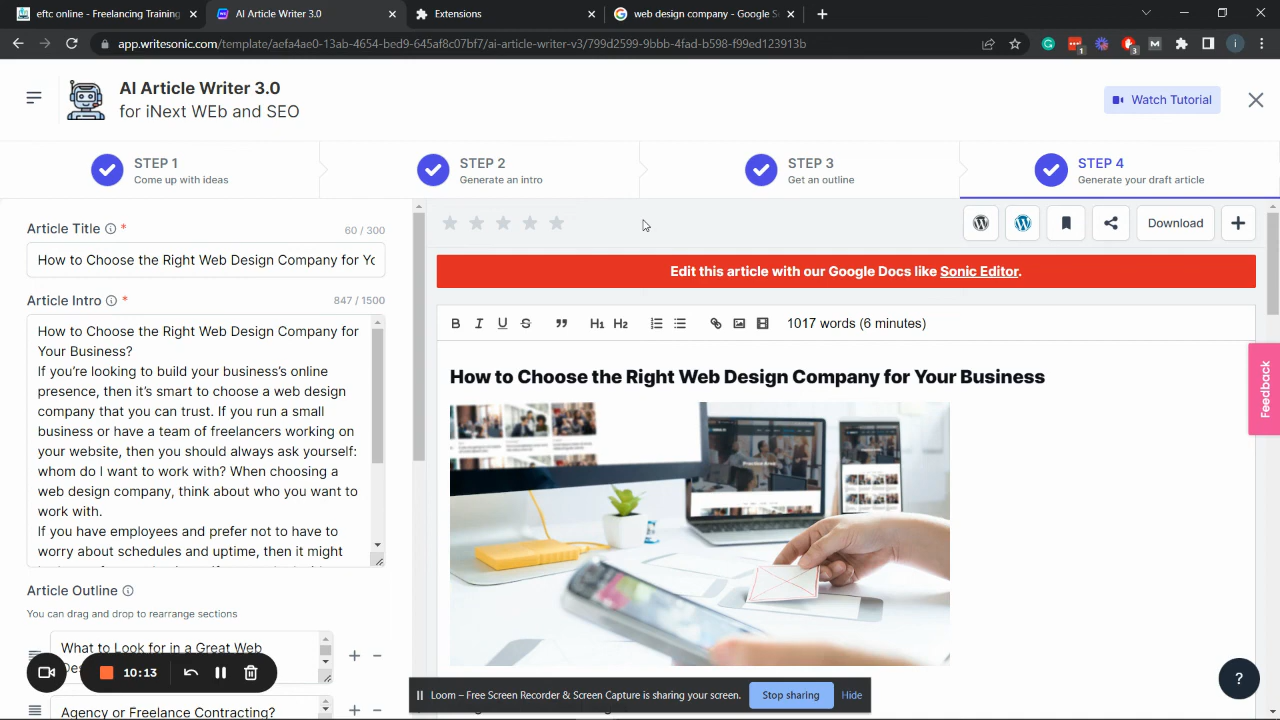 eftc online - Freelancing Training
AI Article Writer 3.0
Extensions
web design company - Google S
app.writesonic.com/template/aefa4ae0-13ab-4654-bed9-645af8c07bf7/ai-article-writer-v3/799d2599-9bbb-4fad-b598-f99ed123913b
1
3
M
i
AI Article Writer 3.0
for iNext WEb and SEO
Watch Tutorial
STEP 1
Come up with ideas
STEP 2
Generate an intro
STEP 3
Get an outline
STEP 4
Generate your draft article
Article Title *
60 / 300
How to Choose the Right Web Design Company for Yo
Article Intro *
847 / 1500
How to Choose the Right Web Design Company for
Your Business?
If you're looking to build your business's online
presence, then it's smart to choose a web design
company that you can trust. If you run a small
business or have a team of freelancers working on
your website, then you should always ask yourself:
whom do I want to work with? When choosing a
web design company, think about who you want to
work with.
If you have employees and prefer not to have to
worry about schedules and uptime, then it might
Article Outline
You can drag and drop to rearrange sections
What to Look for in a Great Web
Agency or Freelance Contracting?
10:13
Download
Edit this article with our Google Docs like Sonic Editor.
B I U S H1 H2 1017 words (6 minutes)
How to Choose the Right Web Design Company for Your Business
Feedback
Loom – Free Screen Recorder & Screen Capture is sharing your screen.
Stop sharing
Hide
?